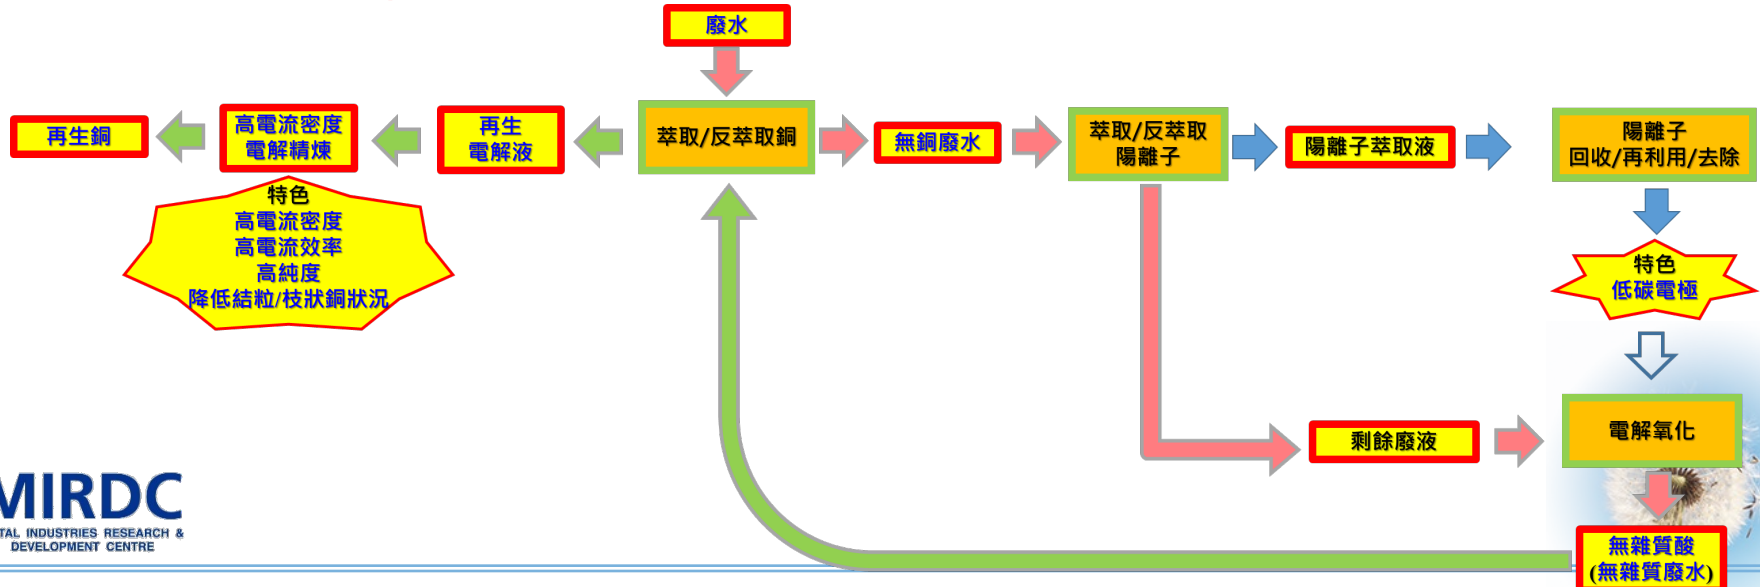 廢水
再生銅
高電流密度
電解精煉
再生
電解液
萃取/反萃取銅
無銅廢水
萃取/反萃取
陽離子
陽離子萃取液
陽離子
回收/再利用/去除
特色
高電流密度
高電流效率
高純度
降低結粒/枝狀銅狀況
特色
低碳電極
剩餘廢液
電解氧化
無雜質酸
(無雜質廢水)
MIRDC
TAL INDUSTRIES RESEARCH &
DEVELOPMENT CENTRE